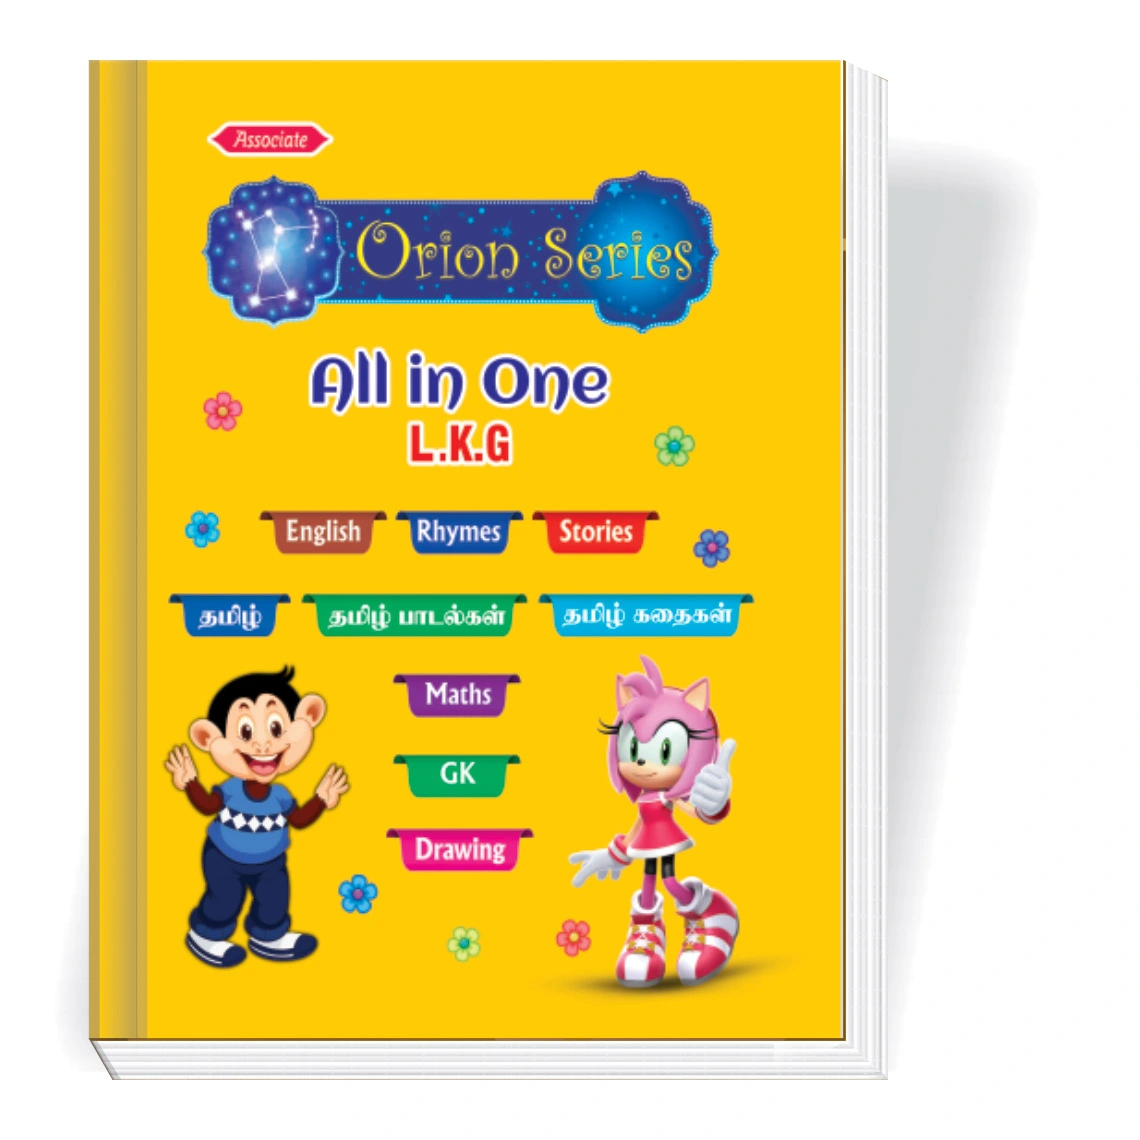 Associate
Orion Series
All in One
L.K.G
English Rhymes Stories
தமிழ் தமிழ் பாடல்கள் தமிழ் கதைகள்
Maths
GK
Drawing